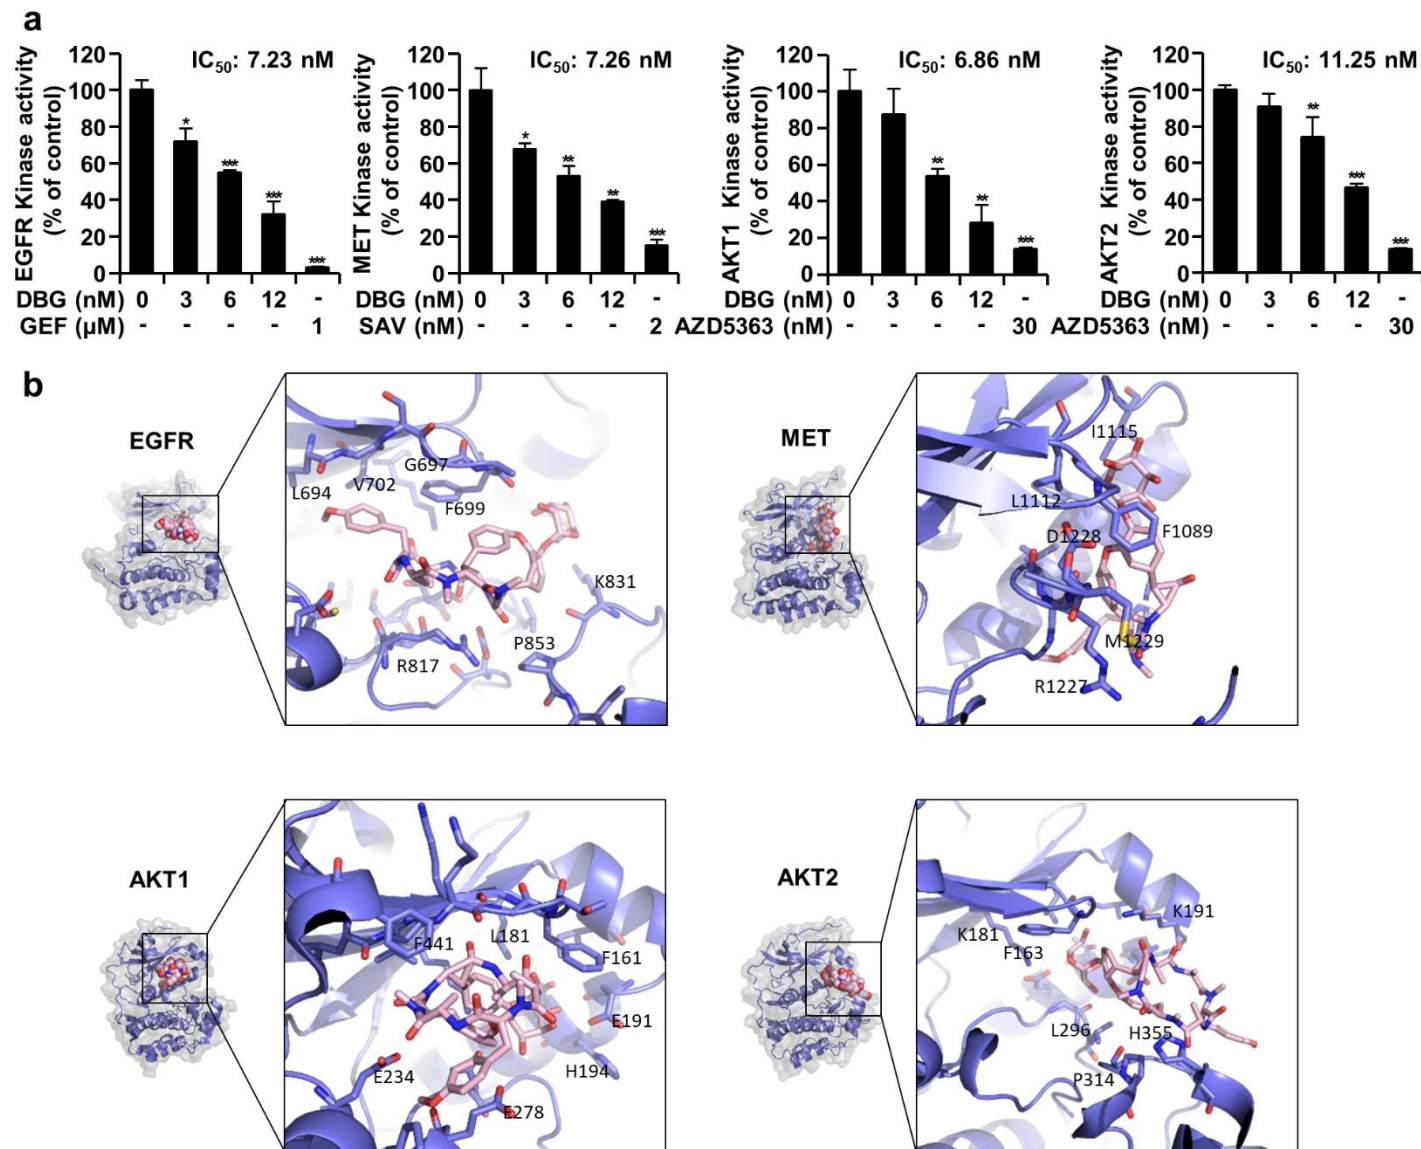 a
IC50: 7.23 nM
EGFR Kinase activity
(% of control)
120
100
80
60
40
20
0
*
***
***
***
DBG (nM) 0 3 6 12 -
GEF (µM) - - - - 1
IC50: 7.26 nM
MET Kinase activity
(% of control)
120
100
80
60
40
20
0
*
**
**
***
DBG (nM) 0 3 6 12 -
SAV (nM) - - - - 2
IC50: 6.86 nM
AKT1 Kinase activity
(% of control)
120
100
80
60
40
20
0
**
**
***
DBG (nM) 0 3 6 12 -
AZD5363 (nM) - - - - 30
IC50: 11.25 nM
AKT2 Kinase activity
(% of control)
120
100
80
60
40
20
0
**
***
***
DBG (nM) 0 3 6 12 -
AZD5363 (nM) - - - - 30
b
EGFR
G697
V702
L694
F699
K831
P853
R817
MET
I1115
L1112
D1228
F1089
M1229
R1227
AKT1
F441
L181
F161
E191
H194
E234
E278
AKT2
K191
K181
F163
L296
H355
P314